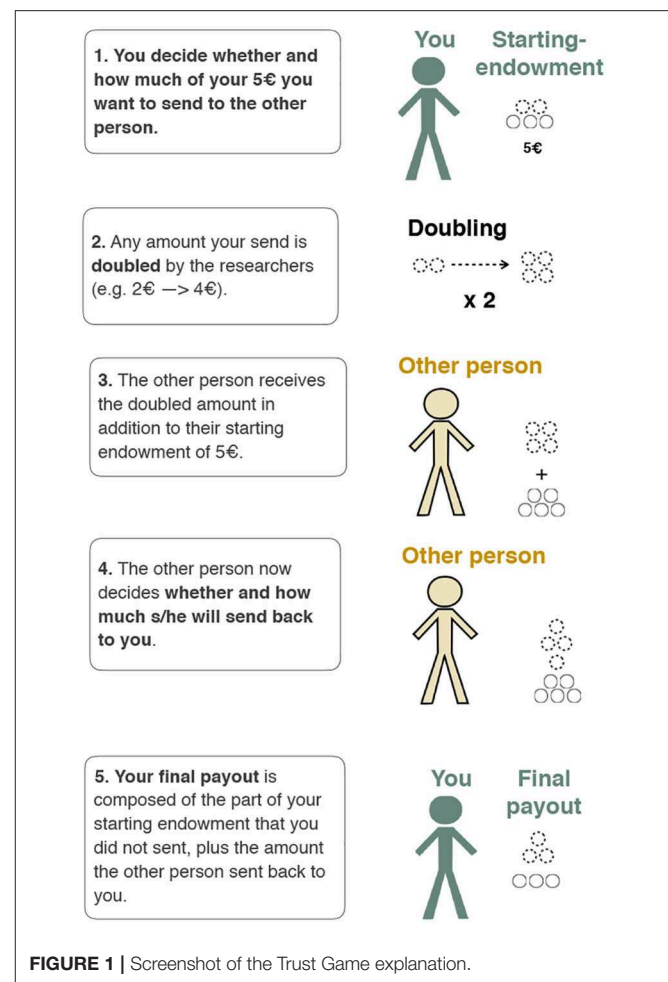 1. You decide whether and
how much of your 5€ you
want to send to the other
person.
You
Starting-
endowment
5€
2. Any amount your send is
doubled by the researchers
(e.g. 2€ —> 4€).
Doubling
x 2
3. The other person receives
the doubled amount in
addition to their starting
endowment of 5€.
Other person
+
4. The other person now
decides whether and how
much s/he will send back
to you.
Other person
5. Your final payout is
composed of the part of your
starting endowment that you
did not sent, plus the amount
the other person sent back to
you.
You
Final
payout
FIGURE 1 | Screenshot of the Trust Game explanation.